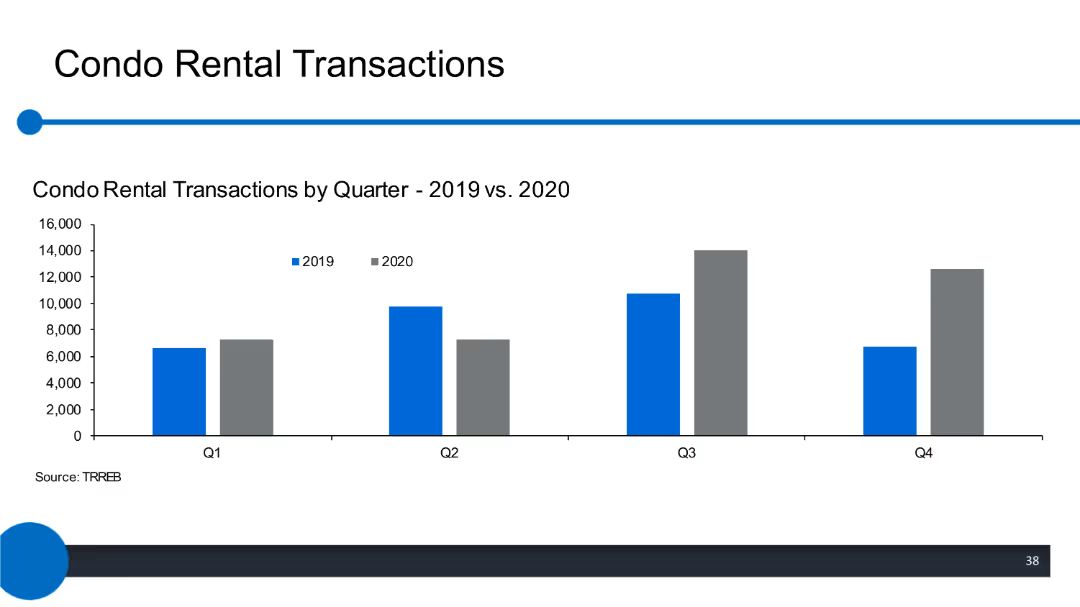 Condo Rental Transactions
Condo Rental Transactions by Quarter - 2019 vs. 2020
16,000
14,000
2019 2020
12,000
10,000
8,000
6,000
4,000
2,000
0
Q1 Q2 Q3 Q4
Source: TRREB
38